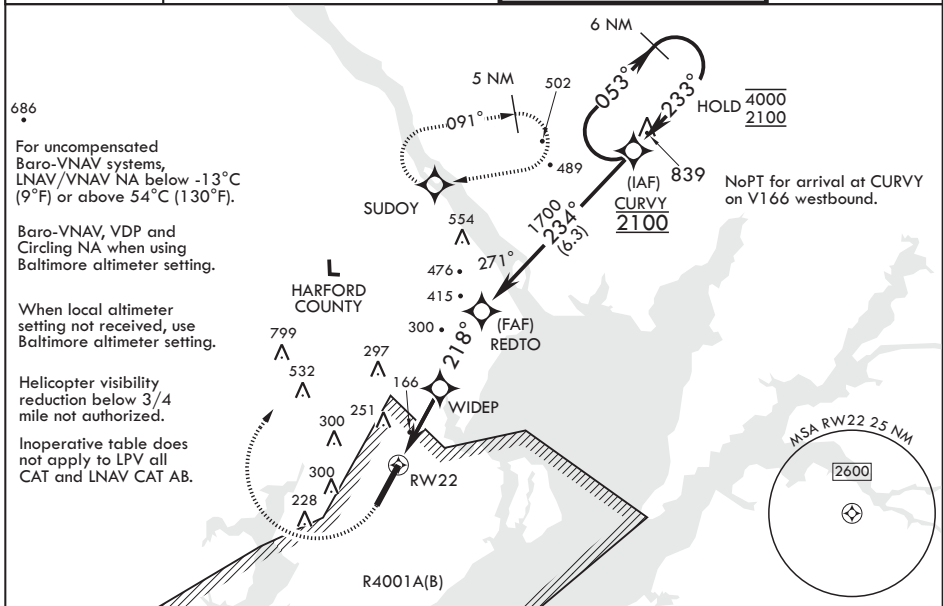 6 NM
5 NM
502
053°
233°
HOLD
4000
2100
091°
489
839
686
For uncompensated
Baro-VNAV systems,
LNAV/VNAV NA below -13°C
(9°F) or above 54°C (130°F).
(IAF)
CURVY
2100
NoPT for arrival at CURVY
on V166 westbound.
SUDOY
1700
234°
(6.3)
Baro-VNAV, VDP and
Circling NA when using
Baltimore altimeter setting.
554
271°
476
L
HARFORD
COUNTY
415
When local altimeter
setting not received, use
Baltimore altimeter setting.
300
(FAF)
REDTO
218°
799
532
297
166
Helicopter visibility
reduction below 3/4
mile not authorized.
WIDEP
251
300
Inoperative table does
not apply to LPV all
CAT and LNAV CAT AB.
MSA RW22 25 NM
2600
RW22
300
228
R4001A(B)